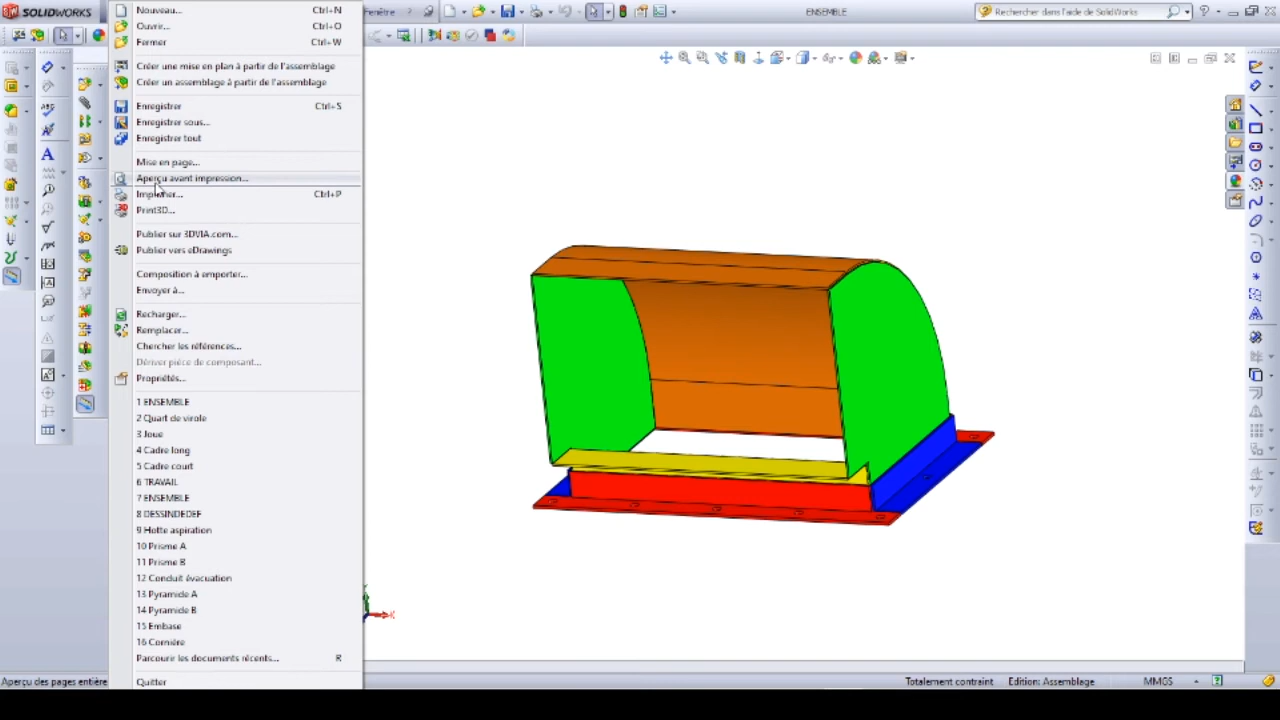 SOLIDWORKS
Fenêtre
?
ENSEMBLE
Rechercher dans l'aide de SolidWorks
Nouveau... Ctrl+N
Ouvrir... Ctrl+O
Fermer Ctrl+W
Créer une mise en plan à partir de l'assemblage
Créer un assemblage à partir de l'assemblage
Enregistrer Ctrl+S
Enregistrer sous...
Enregistrer tout
Mise en page...
Aperçu avant impression...
Imprimer... Ctrl+P
Print3D...
Publier sur 3DVIA.com...
Publier vers eDrawings
Composition à emporter...
Envoyer à...
Recharger...
Remplacer...
Chercher les références...
Dériver pièce de composant...
Propriétés...
1 ENSEMBLE
2 Quart de virole
3 Joue
4 Cadre long
5 Cadre court
6 TRAVAIL
7 ENSEMBLE
8 DESSINDEDEF
9 Hotte aspiration
10 Prisme A
11 Prisme B
12 Conduit évacuation
13 Pyramide A
14 Pyramide B
15 Embase
16 Cornière
Parcourir les documents récents... R
Quitter
Aperçu des pages entière
Totalement contraint Edition: Assemblage MMGS